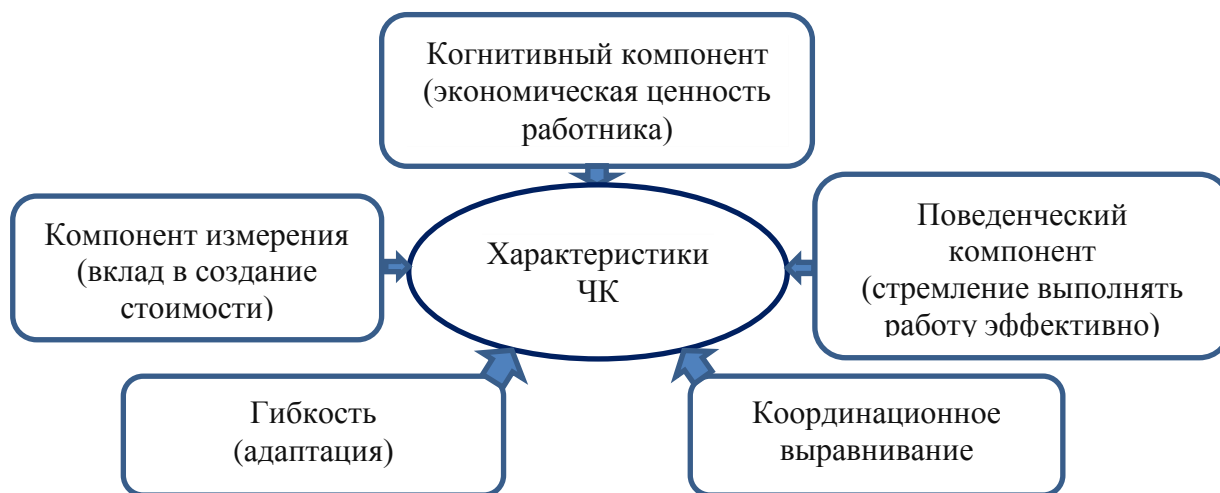 Когнитивный компонент
(экономическая ценность
работника)
Компонент измерения
(вклад в создание
стоимости)
Характеристики
ЧК
Поведенческий
компонент
(стремление выполнять
работу эффективно)
Гибкость
(адаптация)
Координационное
выравнивание